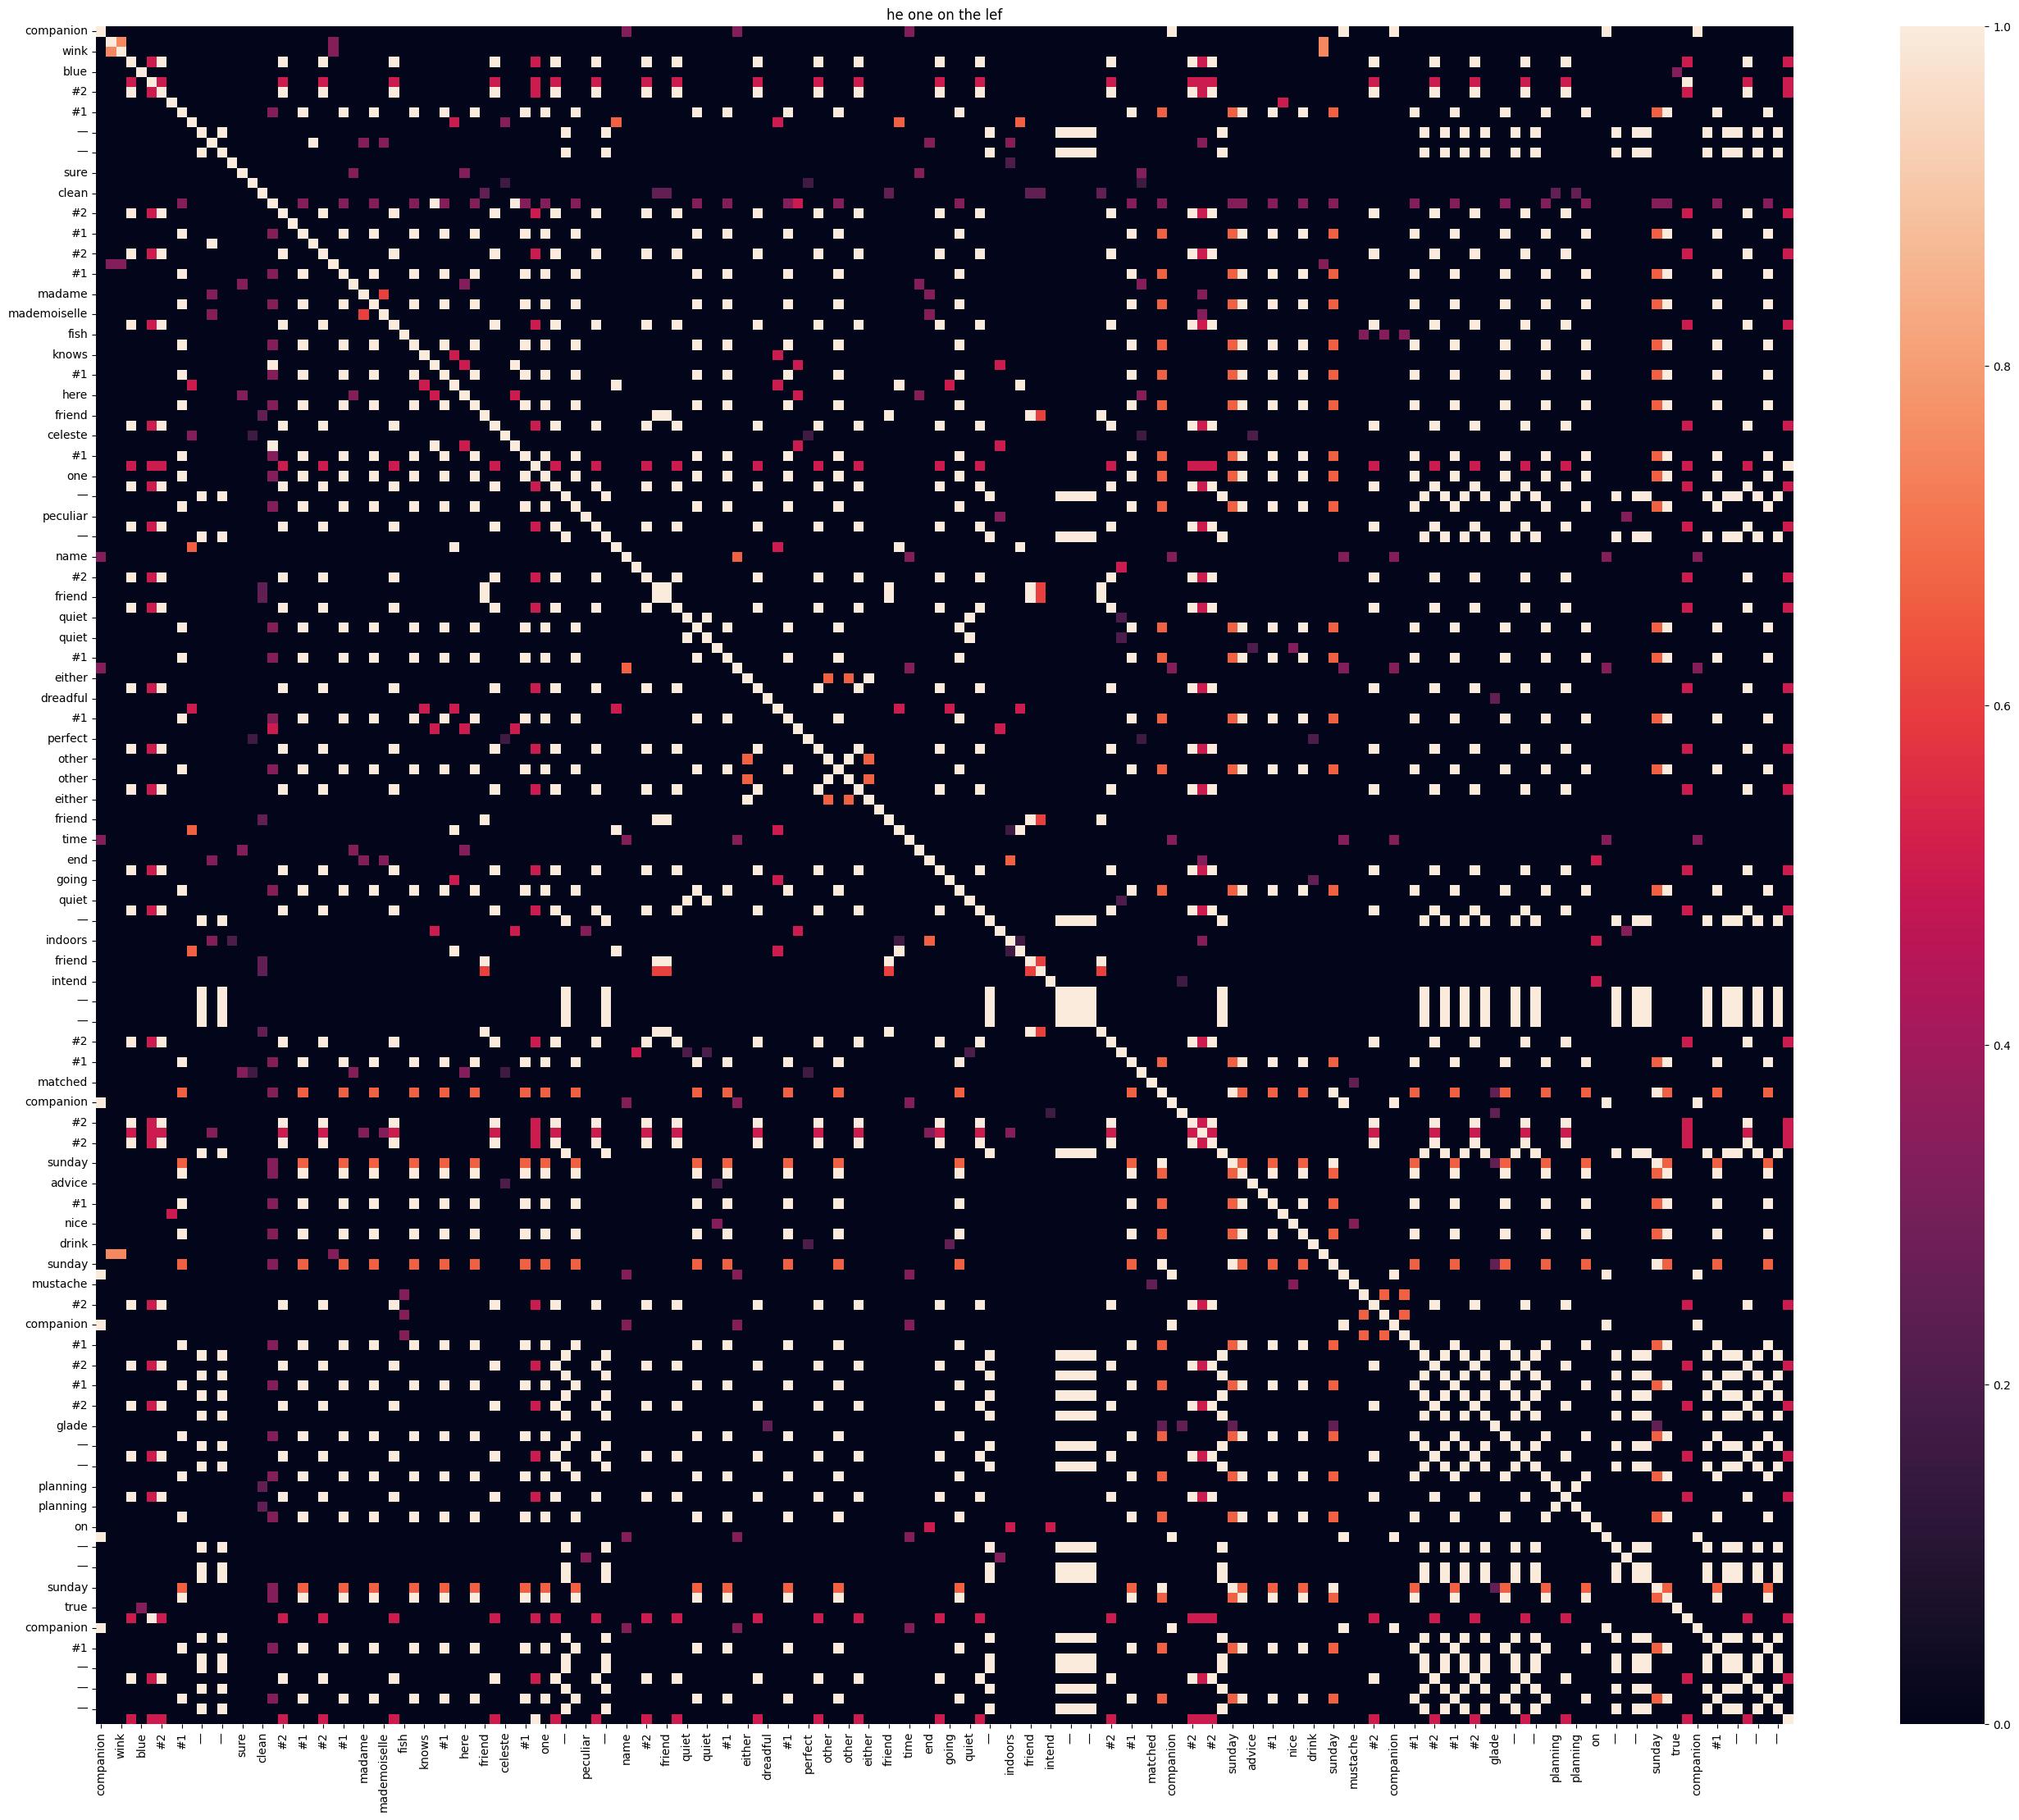 he one on the lef
companion
wink
blue
#2
#1
—
—
sure
clean
#2
#1
#2
#1
madame
mademoiselle
fish
knows
#1
here
friend
celeste
#1
one
—
peculiar
—
name
#2
friend
quiet
quiet
#1
either
dreadful
#1
perfect
other
other
either
friend
time
end
going
quiet
—
indoors
friend
intend
—
—
#2
#1
matched
companion
#2
#2
sunday
advice
#1
nice
drink
sunday
mustache
#2
companion
#1
#2
#1
#2
glade
—
—
planning
planning
on
—
—
sunday
true
companion
#1
—
—
—
1.0
0.8
0.6
0.4
0.2
0.0
companion
wink
blue
#2
#1
—
—
sure
clean
#2
#1
#2
#1
madame
mademoiselle
fish
knows
#1
here
friend
celeste
#1
one
—
peculiar
—
name
#2
friend
quiet
quiet
#1
either
dreadful
#1
perfect
other
other
either
friend
time
end
going
quiet
—
indoors
friend
intend
—
—
#2
#1
matched
companion
#2
#2
sunday
advice
#1
nice
drink
sunday
mustache
#2
companion
#1
#2
#1
#2
glade
—
—
planning
planning
on
—
—
sunday
true
companion
#1
—
—
—